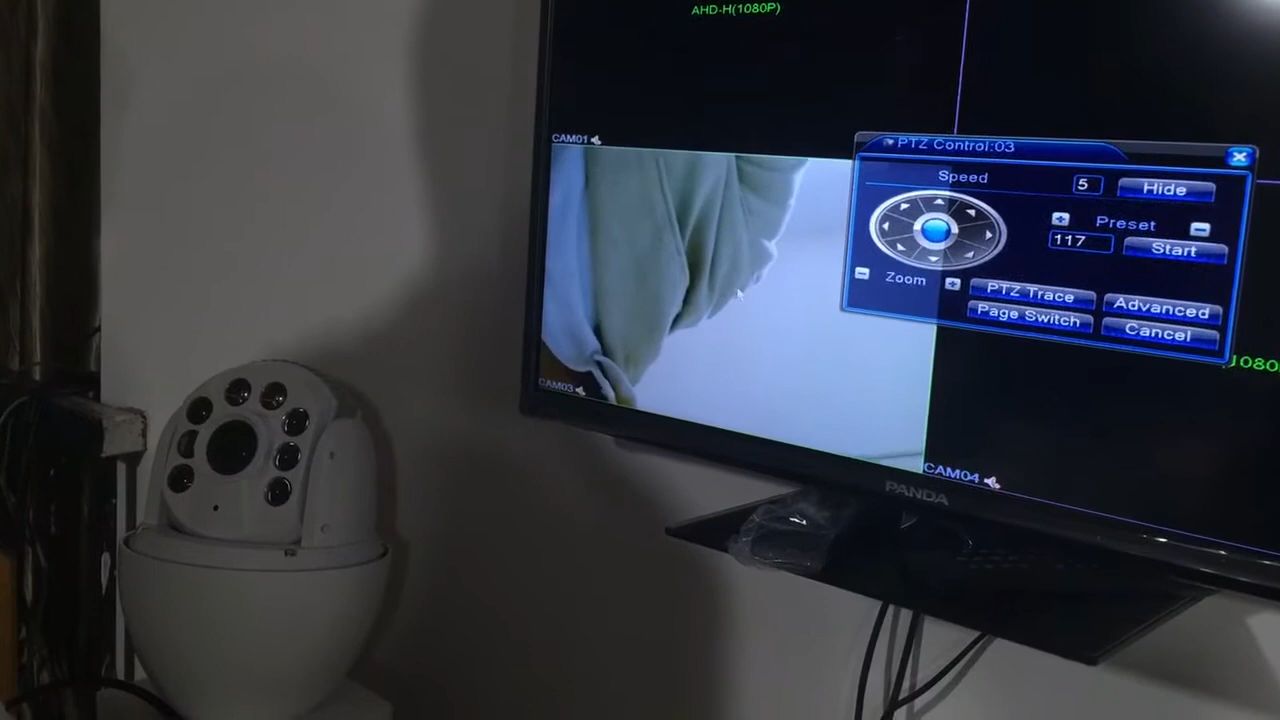 AHD-H(1080P)
CAM01
PTZ Control:03
Speed
5
Hide
Preset
117
Start
Zoom
PTZ Trace
Advanced
Page Switch
Cancel
CAM03
CAM04
PANDA